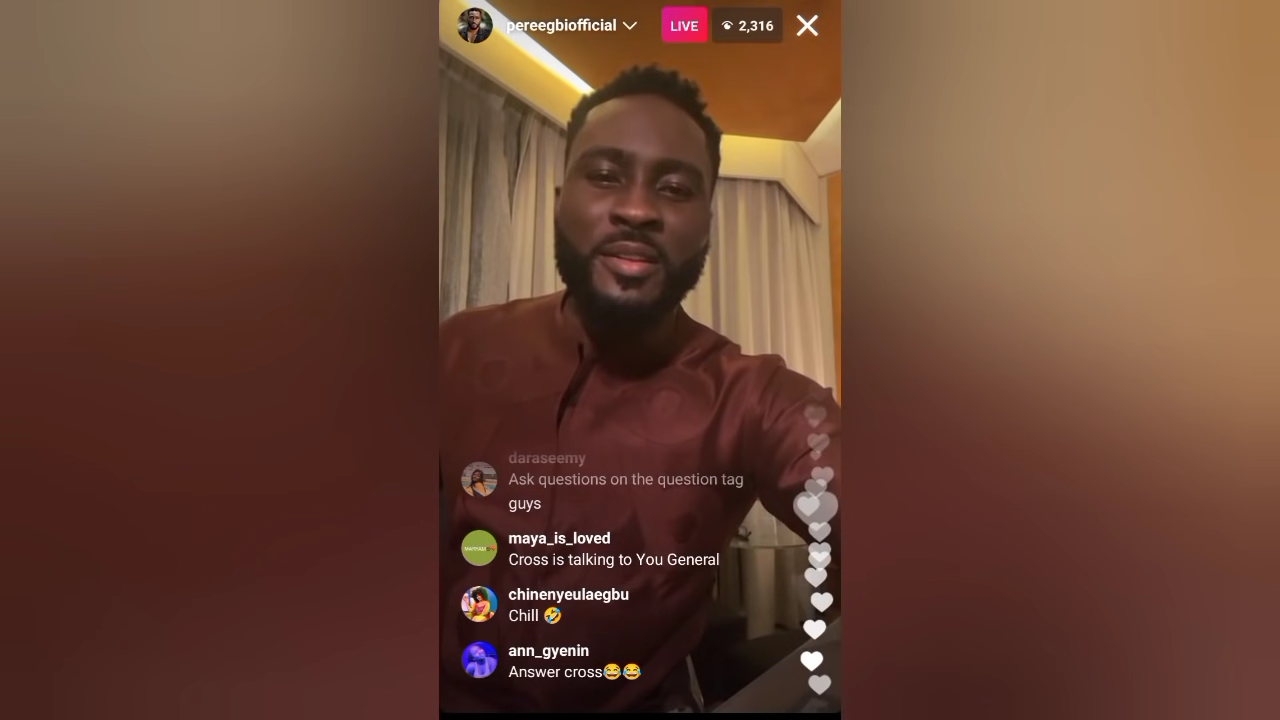 pereegbiofficial
LIVE
2,316
daraseemy
Ask questions on the question tag
guys
maya_is_loved
Cross is talking to You General
chinenyeulaegbu
Chill 🤣
ann_gyenin
Answer cross😂😂